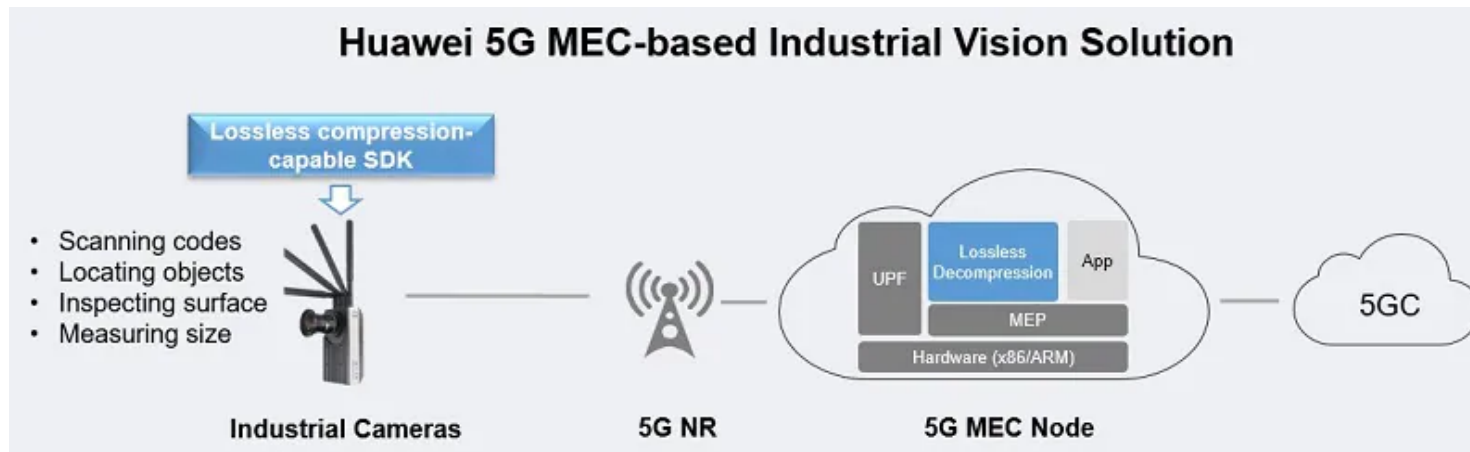 Huawei 5G MEC-based Industrial Vision Solution
Lossless compression-
capable SDK
• Scanning codes
• Locating objects
• Inspecting surface
• Measuring size
UPF
Lossless
Decompression
App
MEP
Hardware (x86/ARM)
5GC
Industrial Cameras
5G NR
5G MEC Node